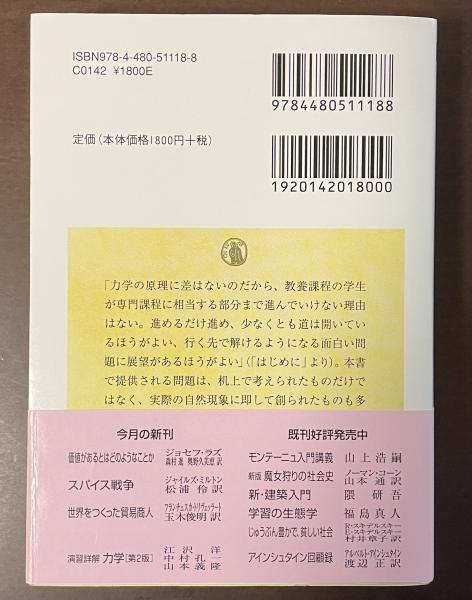 ISBN978-4-480-51118-8
C0142 ¥1800E
9784480511188
定価(本体価格1800円+税)
1920142018000
「力学の原理に差はないのだから、教養課程の学生
が専門課程に相当する部分まで進んでいけない理由
はない。進めるだけ進め、少なくとも道は開いてい
るほうがよい、行く先で解けるようになる面白い問
題に展望があるほうがよい」(「はじめに」より)。本書
で提供される問題は、机上で考えられたものだけで
はなく、実際の自然現象に即して創られたものも多
今月の新刊
価値があるとはどのようなことか ジョセフ・ラズ
森村進 奥野久美恵 訳
スパイス戦争 ジャイルズ・ミルトン
松浦伶訳
世界をつくった貿易商人 フランチェスカ・トリヴェッラート
玉木俊明訳
演習詳解 力学[第2版] 江沢洋
中村孔一
山本義隆
既刊好評発売中
モンテーニュ入門講義 山上浩嗣
新版 魔女狩りの社会史 ノーマン・コーン
山本通訳
新・建築入門 隈研吾
学習の生態学 福島真人
じゅうぶん豊かで、貧しい社会 R・スキデルスキー
E・スキデルスキー
村井章子訳
アインシュタイン回顧録 アルベルト・アインシュタイン
渡辺正訳